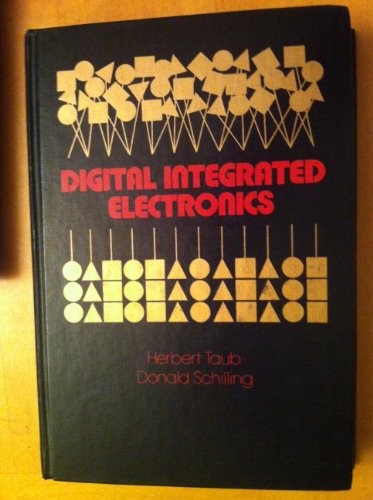 DIGITAL INTEGRATED
ELECTRONICS
Herbert Taub
Donald Schilling